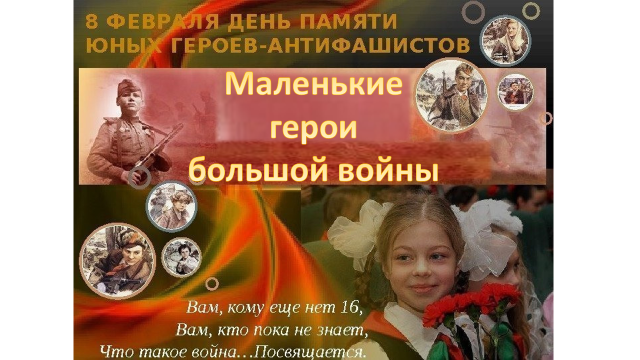 8 ФЕВРАЛЯ ДЕНЬ ПАМЯТИ
ЮНЫХ ГЕРОЕВ-АНТИФАШИСТОВ
Маленькие
герои
большой войны
Вам, кому еще нет 16,
Вам, кто пока не знает,
Что такое война...Посвящается.